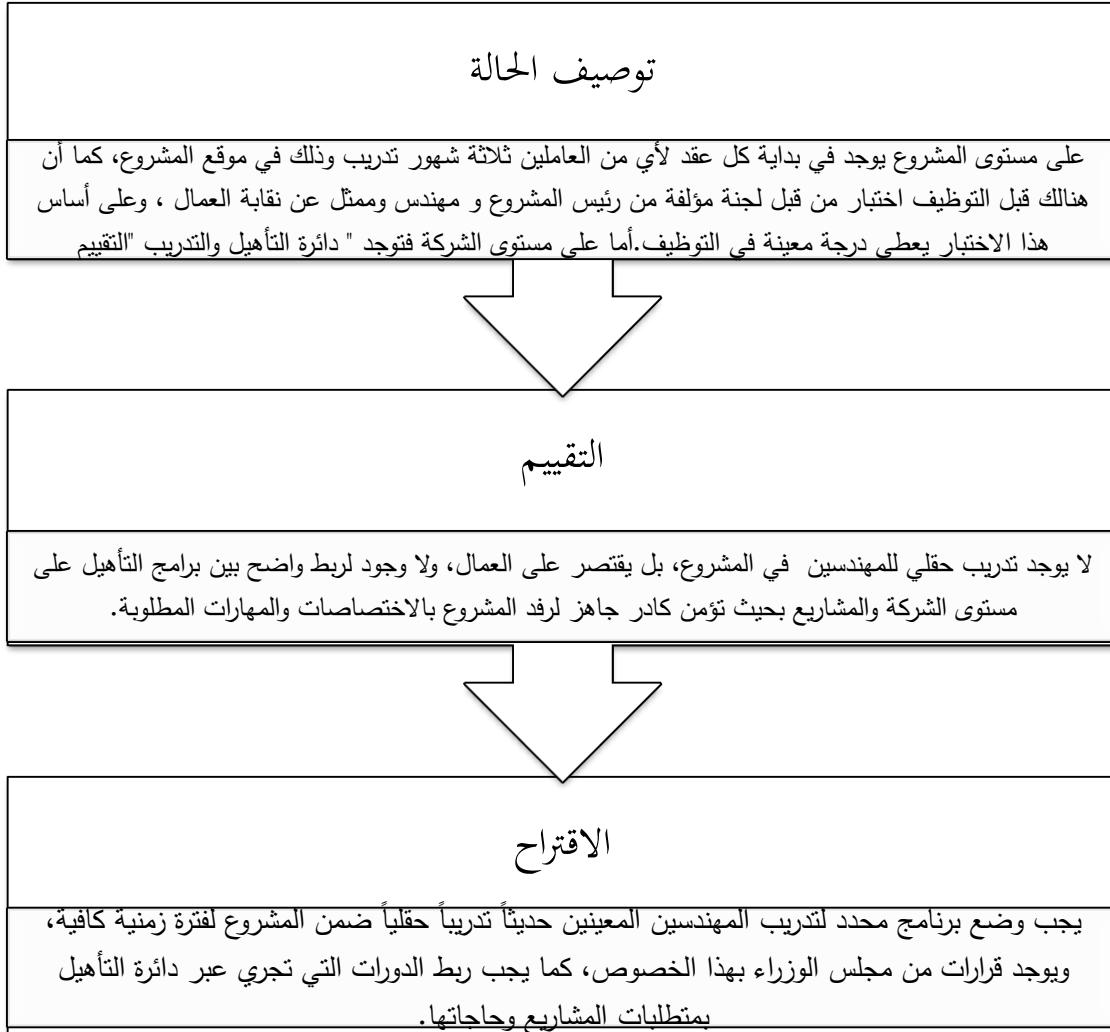 توصيف الحالة
على مستوى المشروع يوجد في بداية كل عقد لأي من العاملين ثلاثة شهور تدريب وذلك في موقع المشروع، كما أن
هنالك قبل التوظيف اختبار من قبل لجنة مؤلفة من رئيس المشروع و مهندس وممثل عن نقابة العمال ، وعلى أساس
هذا الاختبار يعطى درجة معينة في التوظيف.أما على مستوى الشركة فتوجد " دائرة التأهيل والتدريب "التقييم
التقييم
لا يوجد تدريب حقلي للمهندسين في المشروع، بل يقتصر على العمال، ولا وجود لربط واضح بين برامج التأهيل على
مستوى الشركة والمشاريع بحيث تؤمن كادر جاهز لرفد المشروع بالاختصاصات والمهارات المطلوبة.
الاقتراح
يجب وضع برنامج محدد لتدريب المهندسين المعينين حديثاً تدريباً حقلياً ضمن المشروع لفترة زمنية كافية،
ويوجد قرارات من مجلس الوزراء بهذا الخصوص، كما يجب ربط الدورات التي تجري عبر دائرة التأهيل
بمتطلبات المشاريع وحاجاتها.